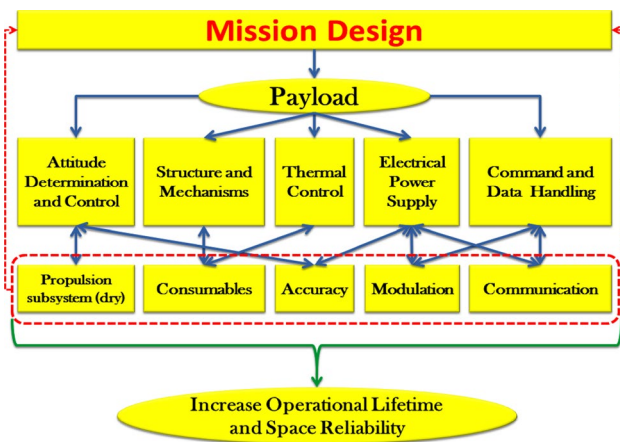 Mission Design
Payload
Attitude
Determination
and Control
Structure and
Mechanisms
Thermal
Control
Electrical
Power
Supply
Command and
Data Handling
Propulsion
subsystem (dry)
Consumables
Accuracy
Modulation
Communication
Increase Operational Lifetime
and Space Reliability